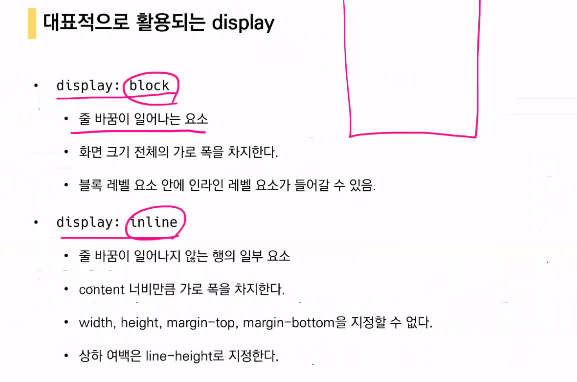 대표적으로 활용되는 display
• display: block
• 줄 바꿈이 일어나는 요소
• 화면 크기 전체의 가로 폭을 차지한다.
• 블록 레벨 요소 안에 인라인 레벨 요소가 들어갈 수 있음.
• display: inline
• 줄 바꿈이 일어나지 않는 행의 일부 요소
• content 너비만큼 가로 폭을 차지한다.
• width, height, margin-top, margin-bottom을 지정할 수 없다.
• 상하 여백은 line-height로 지정한다.